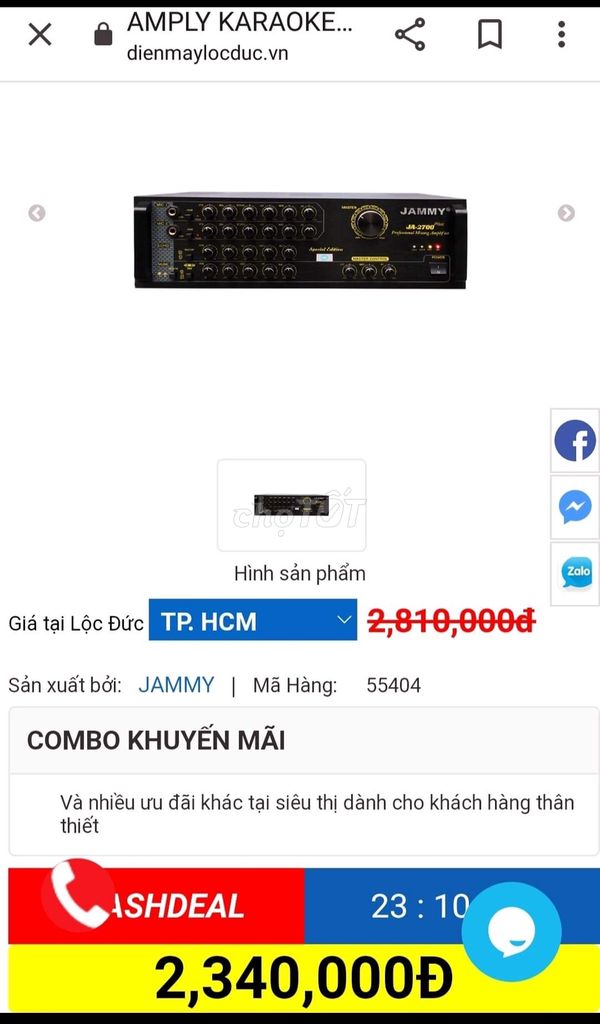 AMPLY KARAOKE...
dienmaylocduc.vn
JAMMY
JA-2700 Plus
Professional Mixing Amplifier
MASTER
Special Edition
MASTER CONTROL
POWER
chợTỐT
Hình sản phẩm
Giá tại Lộc Đức TP. HCM 2,810,000đ
Sản xuất bởi: JAMMY | Mã Hàng: 55404
COMBO KHUYẾN MÃI
Và nhiều ưu đãi khác tại siêu thị dành cho khách hàng thân
thiết
ASHDEAL 23 : 10
2,340,000Đ
Zalo